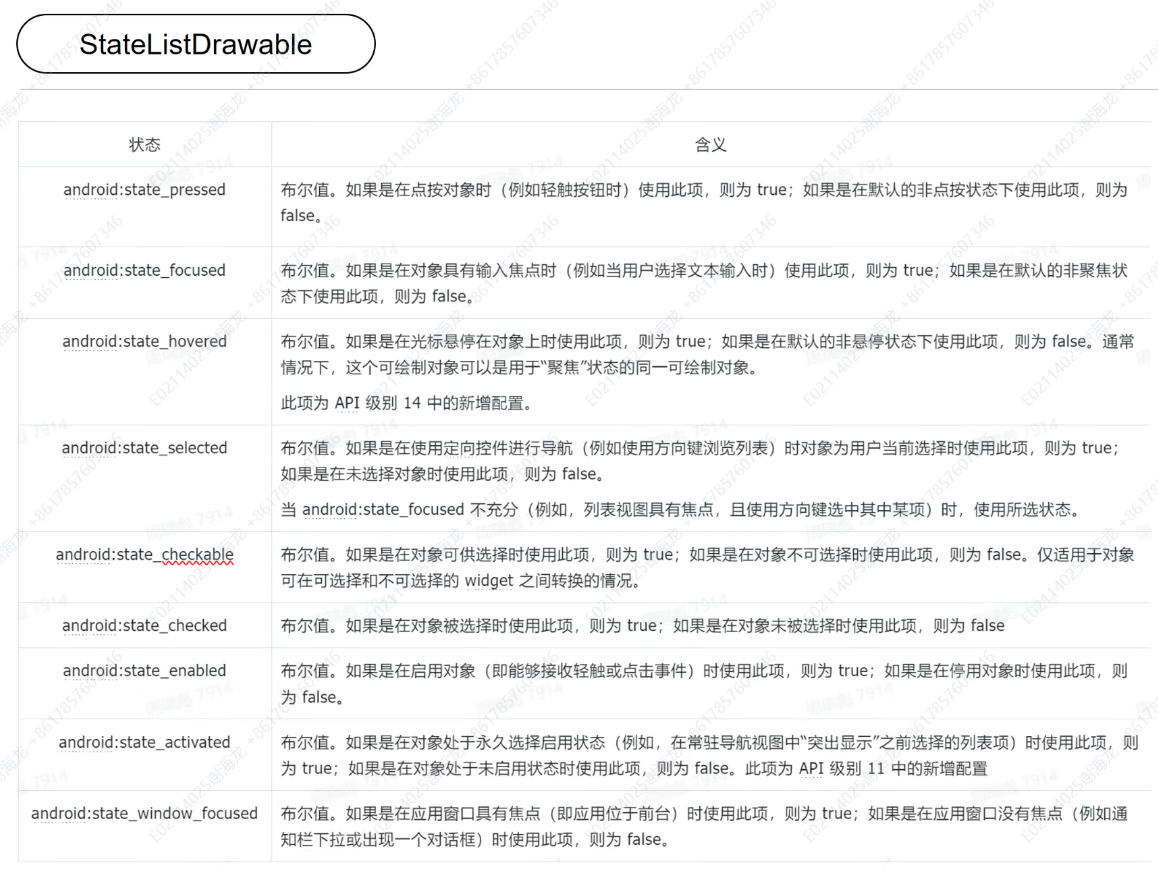 StateListDrawable
状态
含义
android:state_pressed
布尔值。如果是在点按对象时（例如轻触按钮时）使用此项，则为 true；如果是在默认的非点按状态下使用此项，则为
false。
android:state_focused
布尔值。如果是在对象具有输入焦点时（例如当用户选择文本输入时）使用此项，则为 true；如果是在默认的非聚焦状
态下使用此项，则为 false。
android:state_hovered
布尔值。如果是在光标悬停在对象上时使用此项，则为 true；如果是在默认的非悬停状态下使用此项，则为 false。通常
情况下，这个可绘制对象可以是用于“聚焦”状态的同一可绘制对象。
此项为 API 级别 14 中的新增配置。
android:state_selected
布尔值。如果是在使用定向控件进行导航（例如使用方向键浏览列表）时对象为用户当前选择时使用此项，则为 true；
如果是在未选择对象时使用此项，则为 false。
当 android:state_focused 不充分（例如，列表视图具有焦点，且使用方向键选中其中某项）时，使用所选状态。
android:state_checkable
布尔值。如果是在对象可供选择时使用此项，则为 true；如果是在对象不可选择时使用此项，则为 false。仅适用于对象
可在可选择和不可选择的 widget 之间转换的情况。
android:state_checked
布尔值。如果是在对象被选择时使用此项，则为 true；如果是在对象未被选择时使用此项，则为 false
android:state_enabled
布尔值。如果是在启用对象（即能够接收轻触或点击事件）时使用此项，则为 true；如果是在停用对象时使用此项，则
为 false。
android:state_activated
布尔值。如果是在对象处于永久选择启用状态（例如，在常驻导航视图中“突出显示”之前选择的列表项）时使用此项，则
为 true；如果是在对象处于未启用状态时使用此项，则为 false。此项为 API 级别 11 中的新增配置
android:state_window_focused
布尔值。如果是在应用窗口具有焦点（即应用位于前台）时使用此项，则为 true；如果是在应用窗口没有焦点（例如通
知栏下拉或出现一个对话框）时使用此项，则为 false。
E02114025谢海龙 +8617857607346